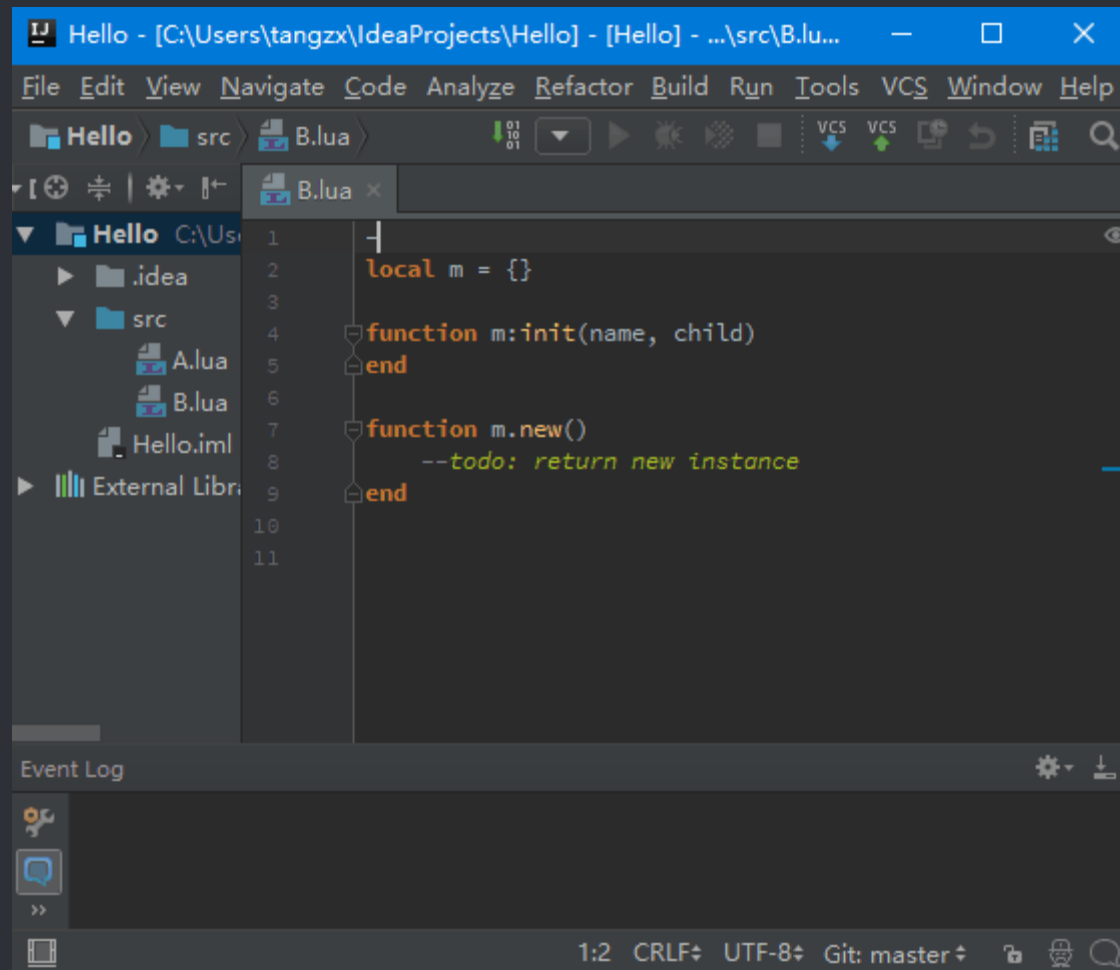 Hello - [C:\Users\tangzx\IdeaProjects\Hello] - [Hello] - ...\src\B.lu...
File Edit View Navigate Code Analyze Refactor Build Run Tools VCS Window Help
Hello src B.lua
VCS VCS
B.lua
Hello C:\Us
.idea
src
A.lua
B.lua
Hello.iml
External Libr
1 -
2 local m = {}
3
4 function m:init(name, child)
5 end
6
7 function m.new()
8 --todo: return new instance
9 end
10
11
Event Log
1:2 CRLF UTF-8 Git: master